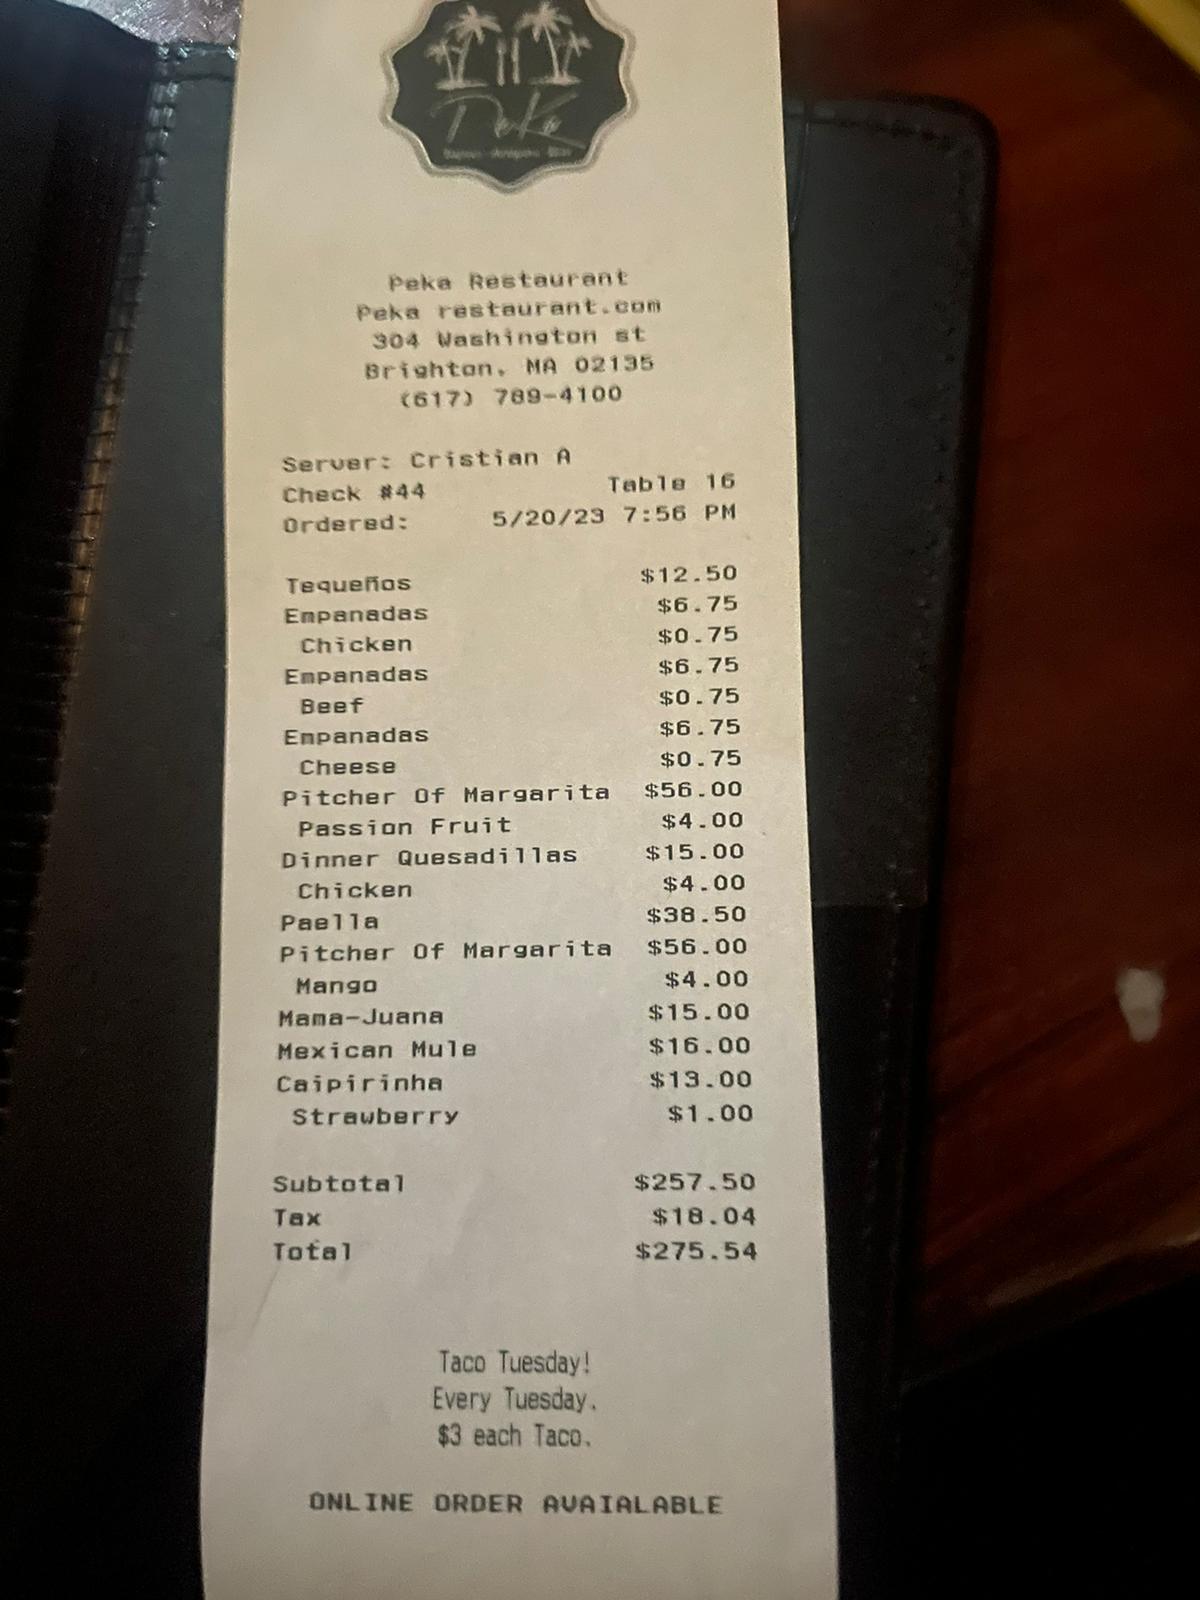 PeKa
Peka Restaurant
Peka restaurant.com
304 Washington st
Brighton, MA 02135
(617) 789-4100
Server: Cristian A
Check #44 Table 16
Ordered: 5/20/23 7:56 PM
Tequeños $12.50
Empanadas $6.75
Chicken $0.75
Empanadas $6.75
Beef $0.75
Empanadas $6.75
Cheese $0.75
Pitcher Of Margarita $56.00
Passion Fruit $4.00
Dinner Quesadillas $15.00
Chicken $4.00
Paella $38.50
Pitcher Of Margarita $56.00
Mango $4.00
Mama-Juana $15.00
Mexican Mule $16.00
Caipirinha $13.00
Strawberry $1.00
Subtotal $257.50
Tax $18.04
Total $275.54
Taco Tuesday!
Every Tuesday.
$3 each Taco.
ONLINE ORDER AVAIALABLE